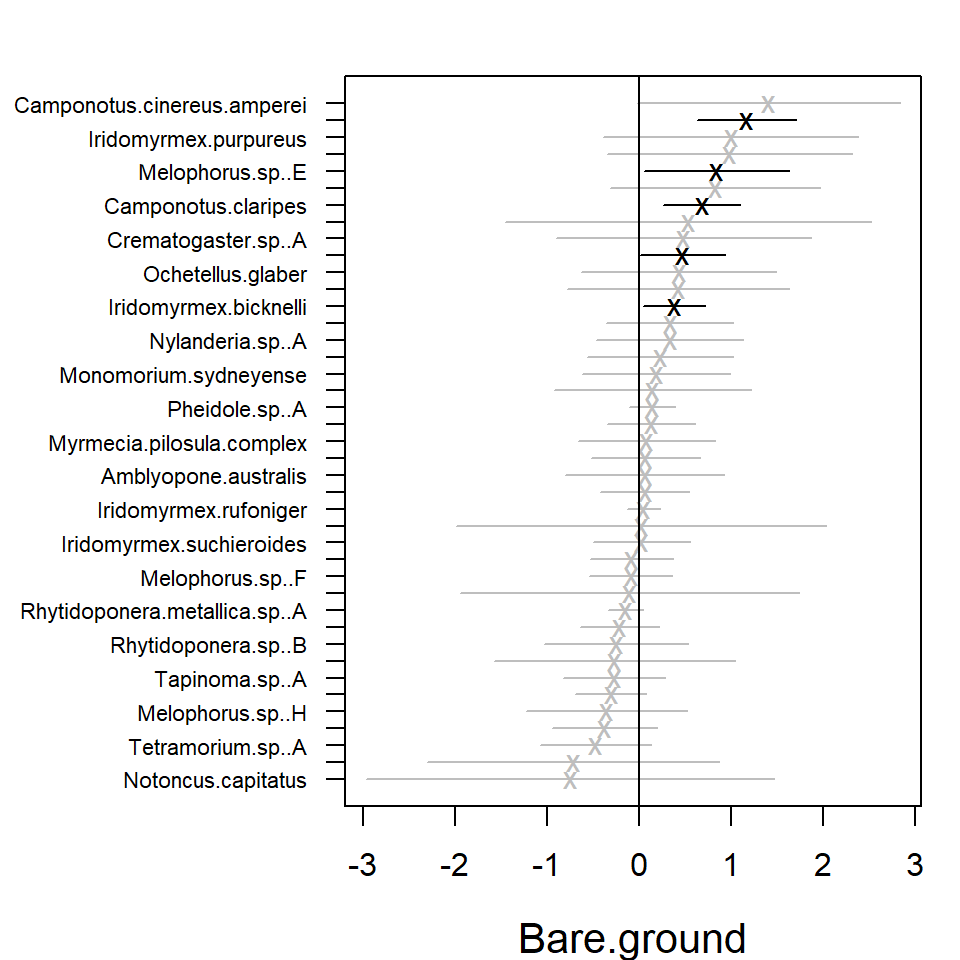 Camponotus.cinereus.amperei
Iridomyrmex.purpureus
Melophorus.sp..E
Camponotus.claripes
Crematogaster.sp..A
Ochetellus.glaber
Iridomyrmex.bicknelli
Nylanderia.sp..A
Monomorium.sydneyense
Pheidole.sp..A
Myrmecia.pilosula.complex
Amblyopone.australis
Iridomyrmex.rufoniger
Iridomyrmex.suchieroides
Melophorus.sp..F
Rhytidoponera.metallica.sp..A
Rhytidoponera.sp..B
Tapinoma.sp..A
Melophorus.sp..H
Tetramorium.sp..A
Notoncus.capitatus
-3 -2 -1 0 1 2 3
Bare.ground